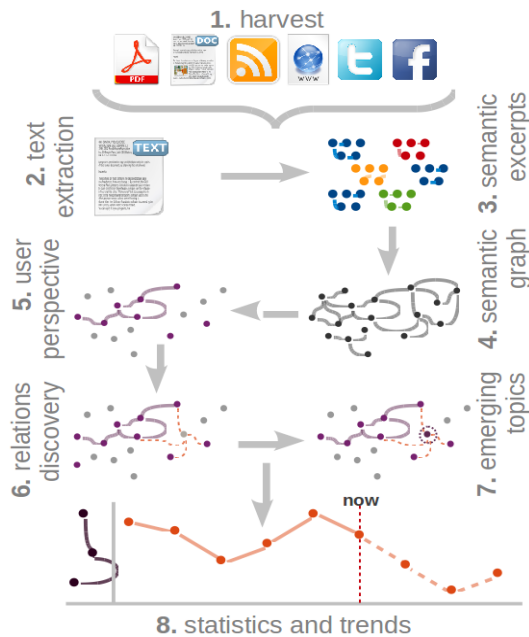 1. harvest
PDF
DOC
www
2. text
extraction
TEXT
3. semantic
excerpts
4. semantic
graph
5. user
perspective
6. relations
discovery
7. emerging
topics
now
8. statistics and trends